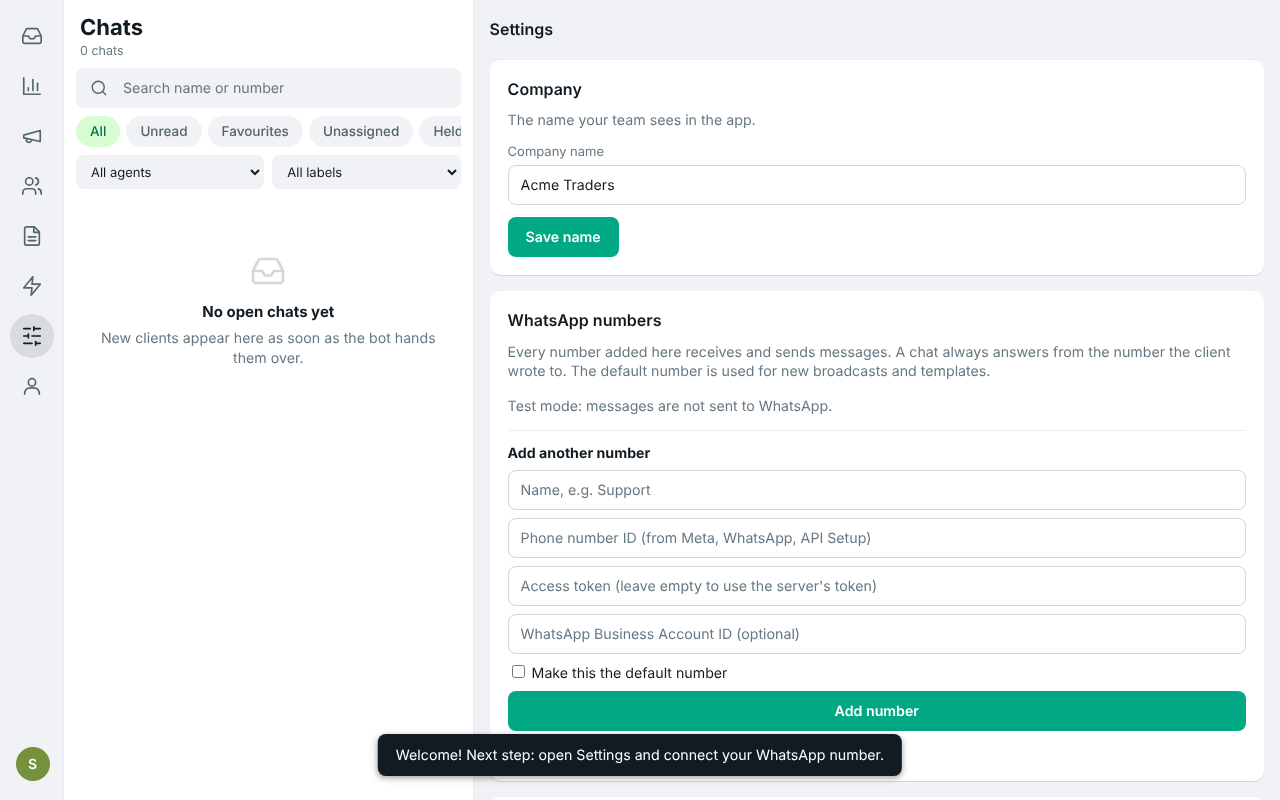 Chats
0 chats
Search name or number
All
Unread
Favourites
Unassigned
Held
All agents
All labels
No open chats yet
New clients appear here as soon as the bot hands
them over.
S
Settings
Company
The name your team sees in the app.
Company name
Acme Traders
Save name
WhatsApp numbers
Every number added here receives and sends messages. A chat always answers from the number the client
wrote to. The default number is used for new broadcasts and templates.
Test mode: messages are not sent to WhatsApp.
Add another number
Name, e.g. Support
Phone number ID (from Meta, WhatsApp, API Setup)
Access token (leave empty to use the server's token)
WhatsApp Business Account ID (optional)
Make this the default number
Add number
Welcome! Next step: open Settings and connect your WhatsApp number.